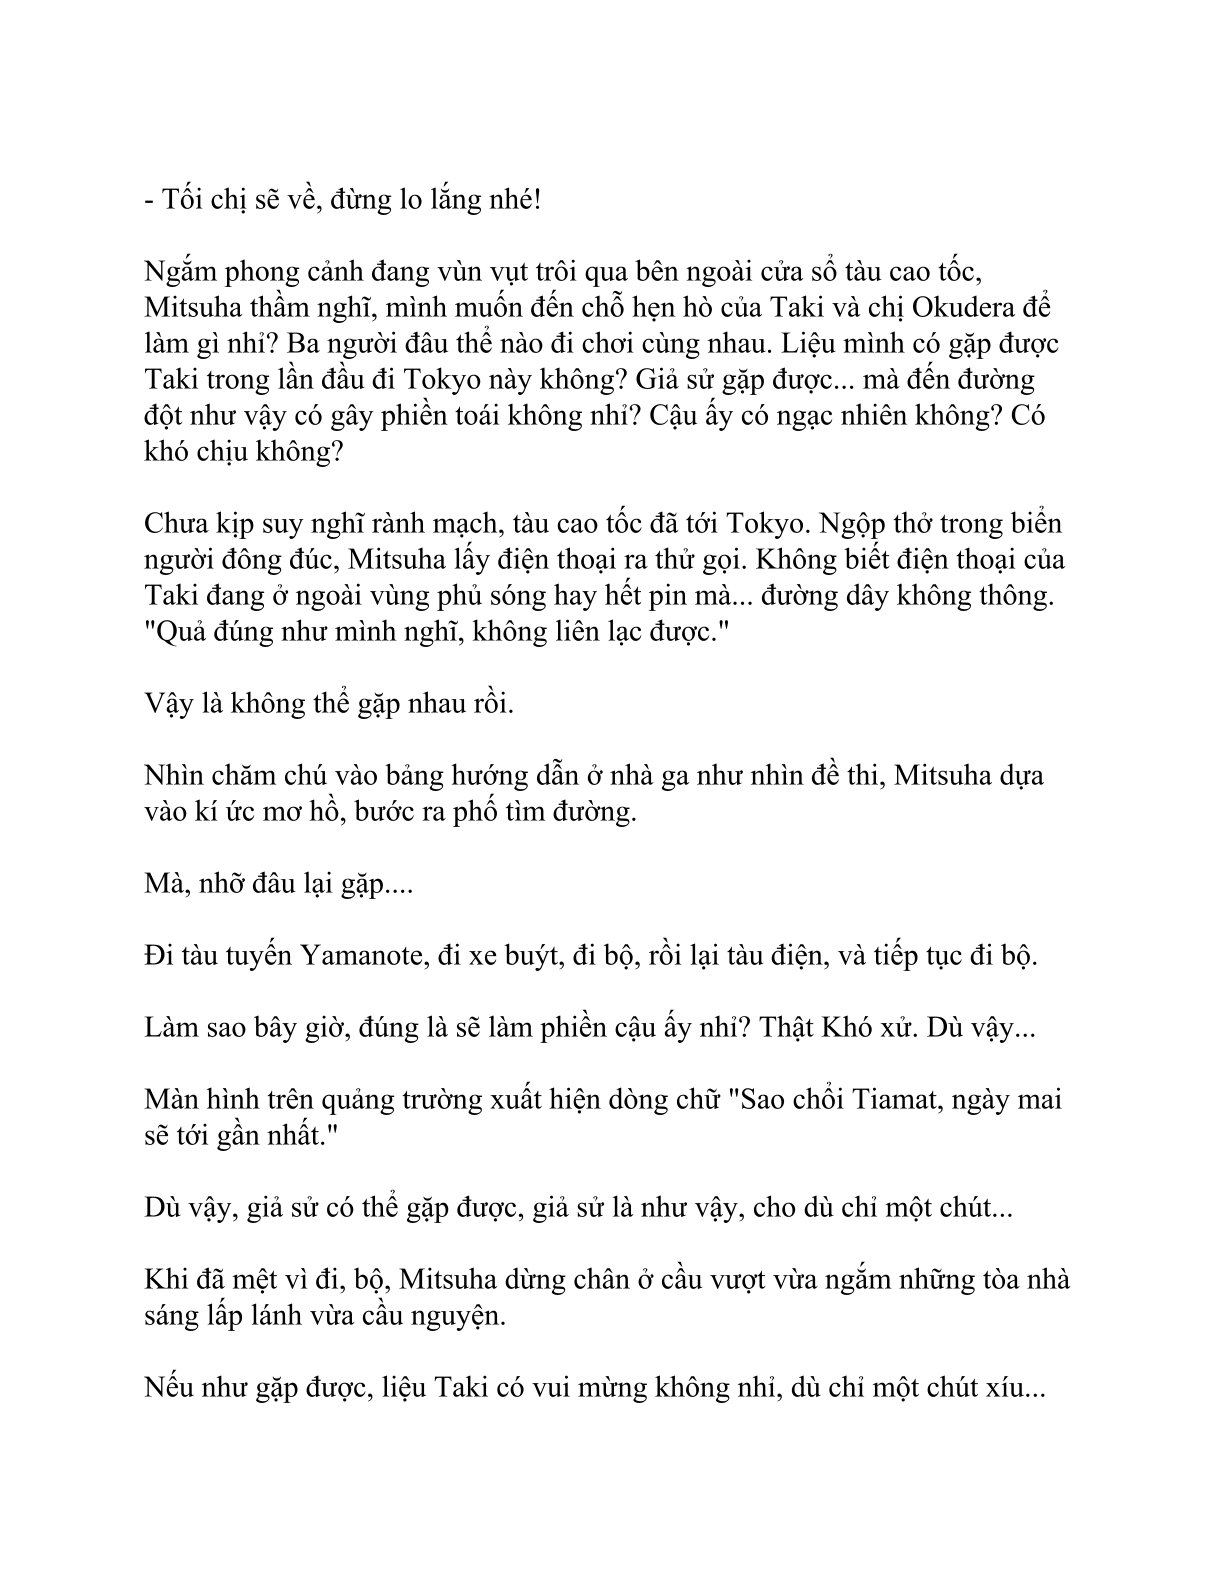 - Tối chị sẽ về, đừng lo lắng nhé!
Ngắm phong cảnh đang vùn vụt trôi qua bên ngoài cửa sổ tàu cao tốc,
Mitsuha thầm nghĩ, mình muốn đến chỗ hẹn hò của Taki và chị Okudera để
làm gì nhỉ? Ba người đâu thể nào đi chơi cùng nhau. Liệu mình có gặp được
Taki trong lần đầu đi Tokyo này không? Giả sử gặp được... mà đến đường
đột như vậy có gây phiền toái không nhỉ? Cậu ấy có ngạc nhiên không? Có
khó chịu không?
Chưa kịp suy nghĩ rành mạch, tàu cao tốc đã tới Tokyo. Ngộp thở trong biển
người đông đúc, Mitsuha lấy điện thoại ra thử gọi. Không biết điện thoại của
Taki đang ở ngoài vùng phủ sóng hay hết pin mà... đường dây không thông.
"Quả đúng như mình nghĩ, không liên lạc được."
Vậy là không thể gặp nhau rồi.
Nhìn chăm chú vào bảng hướng dẫn ở nhà ga như nhìn đề thi, Mitsuha dựa
vào kí ức mơ hồ, bước ra phố tìm đường.
Mà, nhỡ đâu lại gặp....
Đi tàu tuyến Yamanote, đi xe buýt, đi bộ, rồi lại tàu điện, và tiếp tục đi bộ.
Làm sao bây giờ, đúng là sẽ làm phiền cậu ấy nhỉ? Thật Khó xử. Dù vậy...
Màn hình trên quảng trường xuất hiện dòng chữ "Sao chổi Tiamat, ngày mai
sẽ tới gần nhất."
Dù vậy, giả sử có thể gặp được, giả sử là như vậy, cho dù chỉ một chút...
Khi đã mệt vì đi, bộ, Mitsuha dừng chân ở cầu vượt vừa ngắm những tòa nhà
sáng lấp lánh vừa cầu nguyện.
Nếu như gặp được, liệu Taki có vui mừng không nhỉ, dù chỉ một chút xíu...